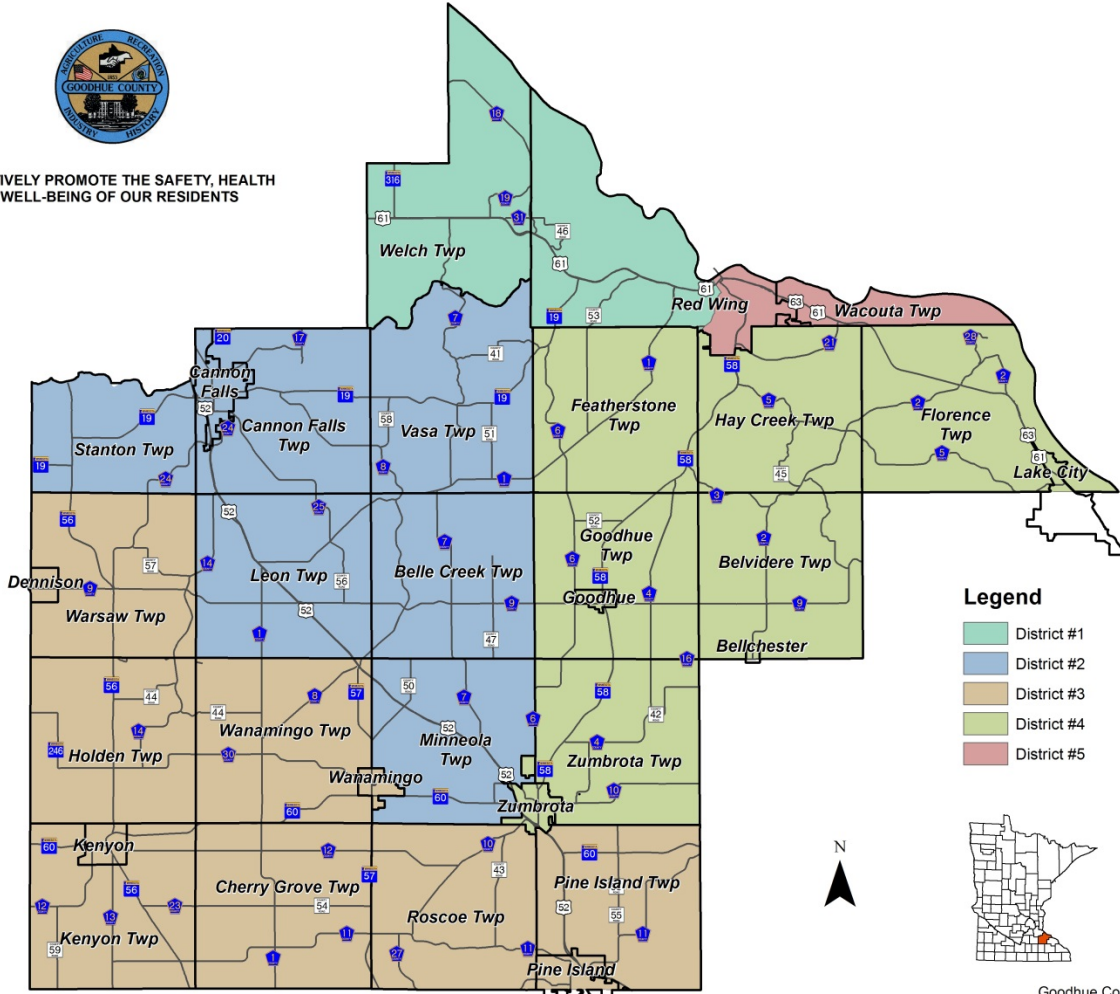 AGRICULTURE RECREATION
1853
GOODHUE COUNTY
INDUSTRY HISTORY
IVELY PROMOTE THE SAFETY, HEALTH
WELL-BEING OF OUR RESIDENTS
18
316
19
31
61
46
61
Welch Twp
61
Red Wing
63
61
Wacouta Twp
19
53
7
20
17
21
28
41
58
1
2
Cannon
Falls
52
19
19
5
2
19
24
Cannon Falls
Twp
58
Vasa Twp
51
Featherstone
Twp
6
Hay Creek Twp
Florence
Twp
63
Stanton Twp
5
61
19
24
8
1
58
45
Lake City
56
52
25
3
52
57
14
7
Goodhue
Twp
6
58
2
Dennison
9
Leon Twp
56
Belle Creek Twp
Belvidere Twp
Goodhue
4
Warsaw Twp
52
9
9
1
47
Bellchester
16
56
44
8
57
50
7
58
44
6
42
246
14
Wanamingo Twp
52
Minneola
Twp
4
Holden Twp
30
58
Zumbrota Twp
Wanamingo
52
60
60
Zumbrota
10
60
Kenyon
12
10
60
56
Cherry Grove Twp
57
43
Pine Island Twp
12
13
23
54
Roscoe Twp
52
55
Kenyon Twp
59
11
11
1
27
11
Pine Island
Legend
District #1
District #2
District #3
District #4
District #5
N
Goodhue Co